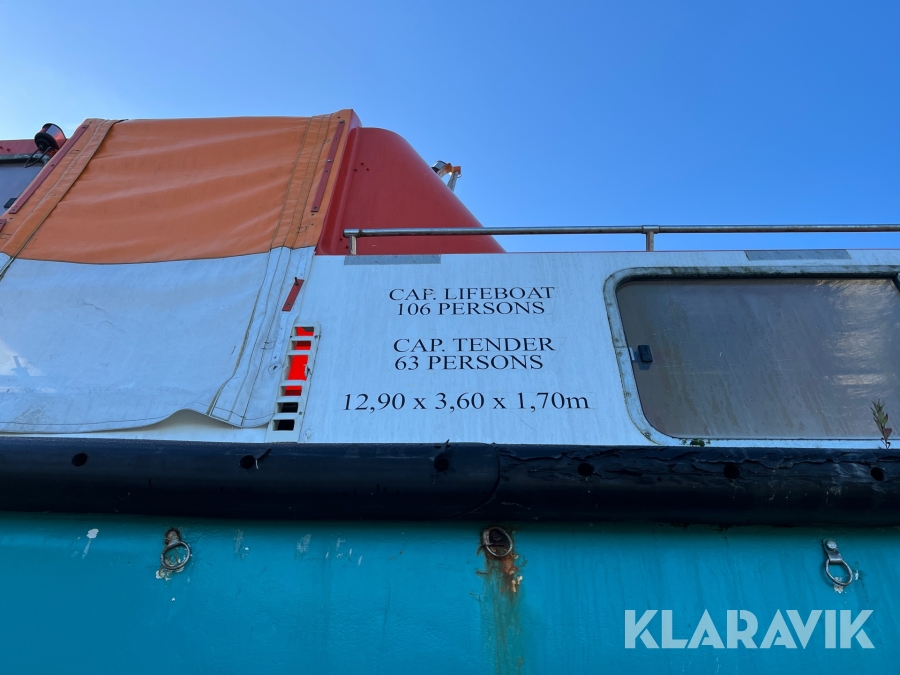 CAP. LIFEBOAT
106 PERSONS
CAP. TENDER
63 PERSONS
12,90 x 3,60 x 1,70m
KLARAVIK